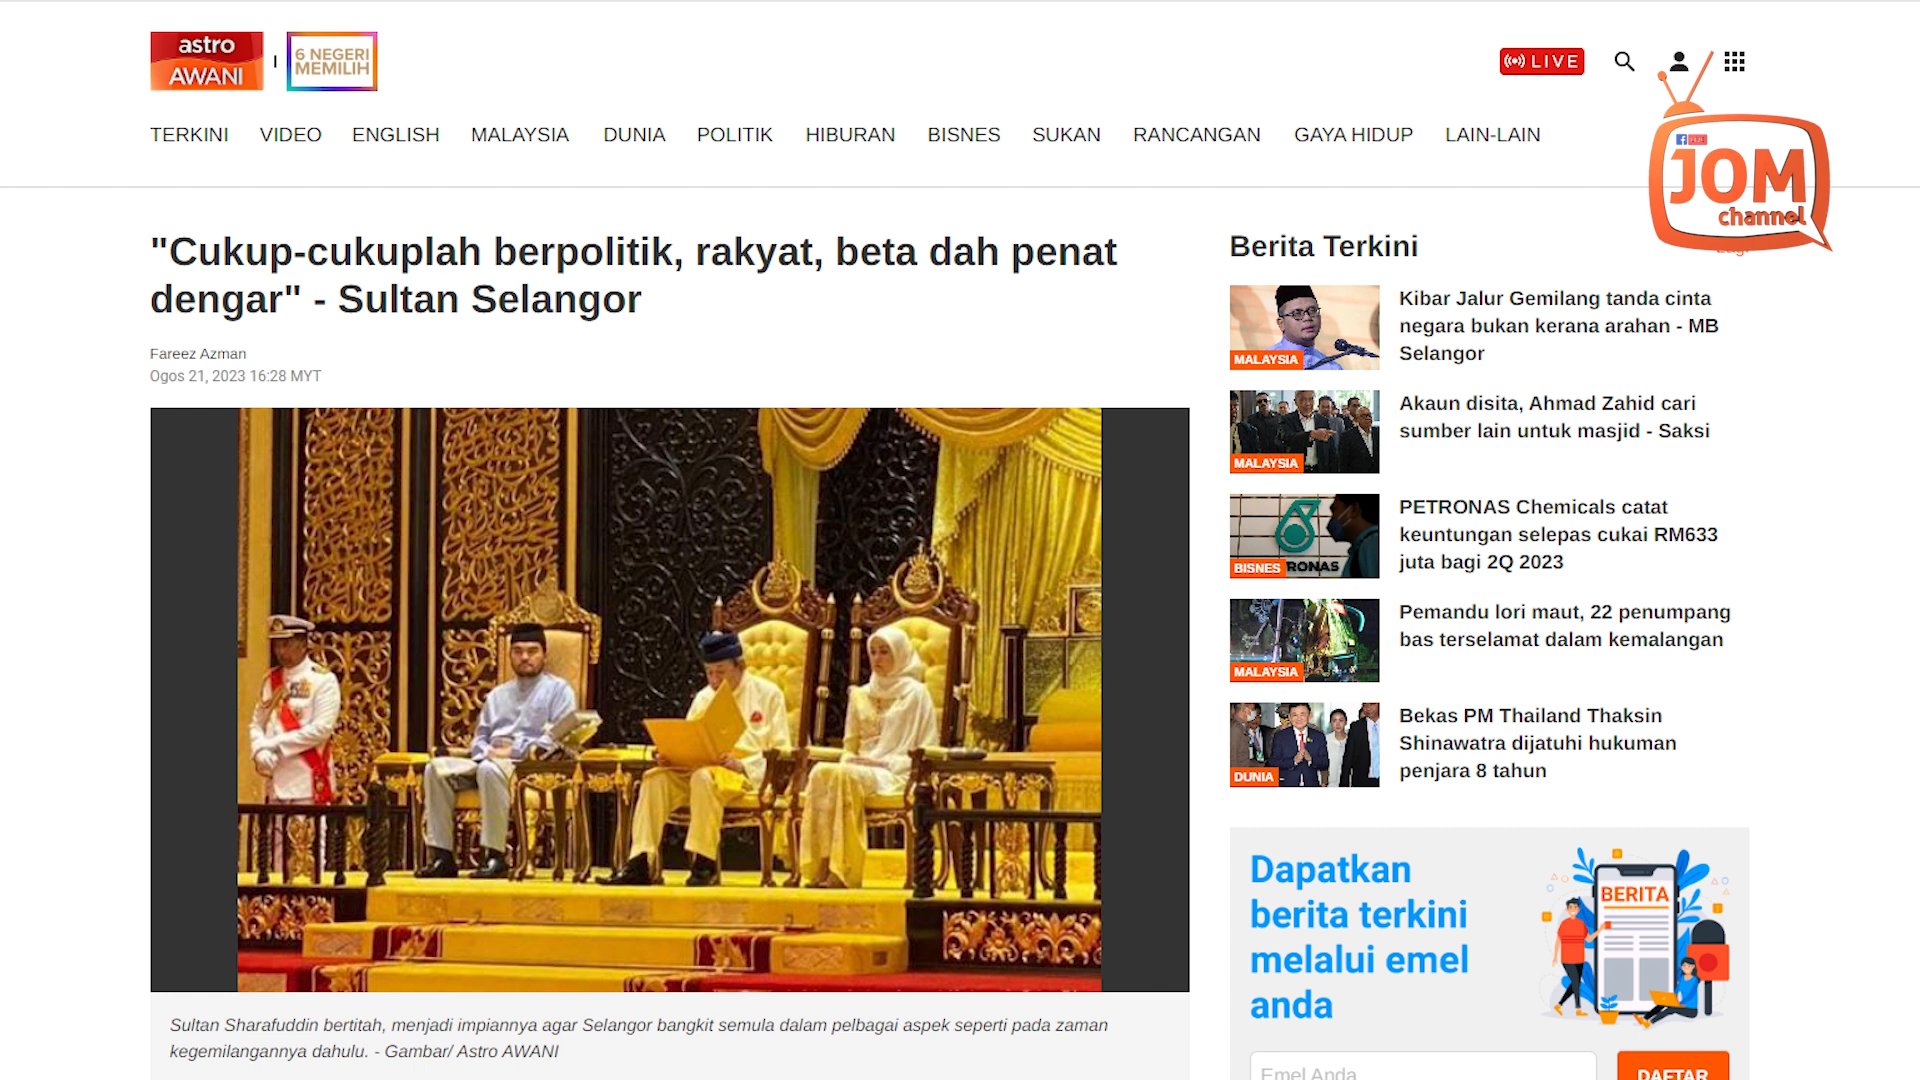 astro
AWANI
6 NEGERI
MEMILIH
LIVE
TERKINI VIDEO ENGLISH MALAYSIA DUNIA POLITIK HIBURAN BISNES SUKAN RANCANGAN GAYA HIDUP LAIN-LAIN
JOM
channel
"Cukup-cukuplah berpolitik, rakyat, beta dah penat
dengar" - Sultan Selangor
Fareez Azman
Ogos 21, 2023 16:28 MYT
Sultan Sharafuddin bertitah, menjadi impiannya agar Selangor bangkit semula dalam pelbagai aspek seperti pada zaman
kegemilangannya dahulu. - Gambar/ Astro AWANI
Berita Terkini
MALAYSIA
Kibar Jalur Gemilang tanda cinta
negara bukan kerana arahan - MB
Selangor
MALAYSIA
Akaun disita, Ahmad Zahid cari
sumber lain untuk masjid - Saksi
BISNES
RONAS
PETRONAS Chemicals catat
keuntungan selepas cukai RM633
juta bagi 2Q 2023
MALAYSIA
Pemandu lori maut, 22 penumpang
bas terselamat dalam kemalangan
DUNIA
Bekas PM Thailand Thaksin
Shinawatra dijatuhi hukuman
penjara 8 tahun
Dapatkan
berita terkini
melalui emel
anda
BERITA
Emel Anda
DAFTAR